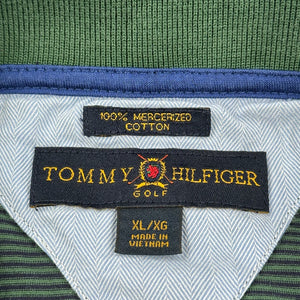 100% MERCERIZED
COTTON
TOMMY HILFIGER
GOLF
XL/XG
MADE IN
VIETNAM